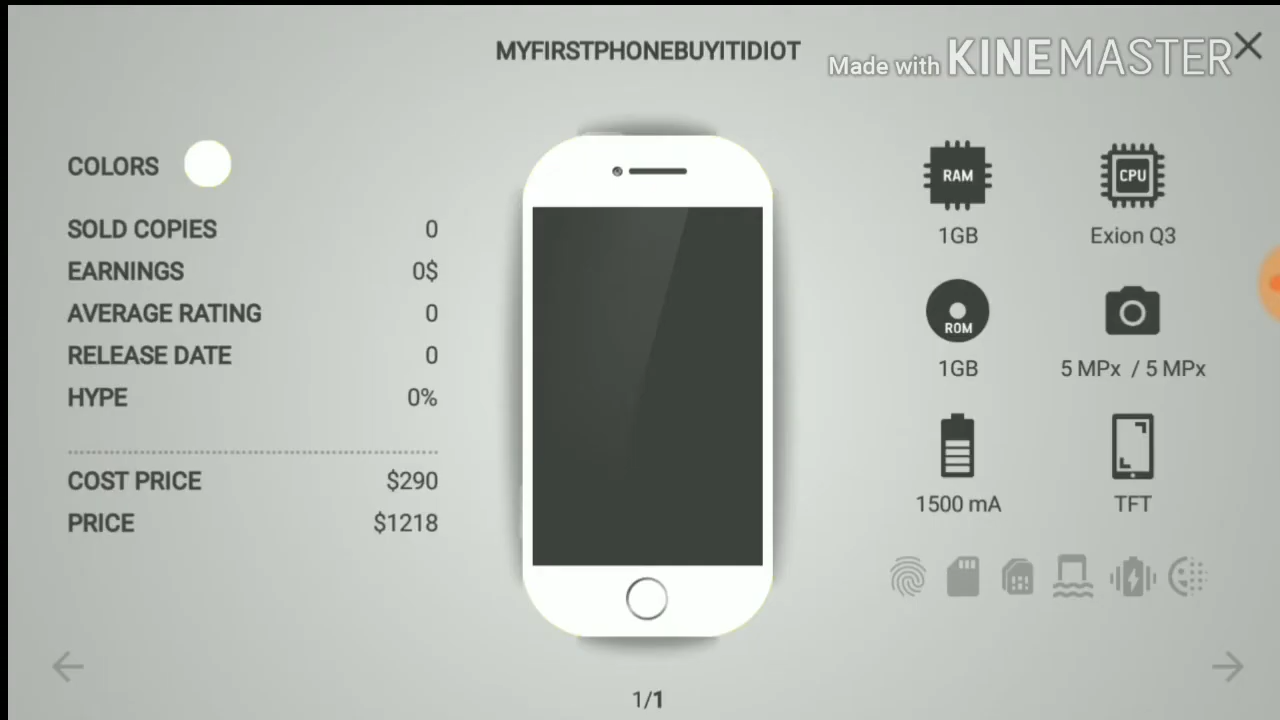 MYFIRSTPHONEBUYITIDIOT
Made with KINEMASTER
COLORS
SOLD COPIES 0
EARNINGS 0$
AVERAGE RATING 0
RELEASE DATE 0
HYPE 0%
COST PRICE $290
PRICE $1218
RAM CPU
1GB Exion Q3
ROM
1GB 5 MPx / 5 MPx
1500 mA TFT
1/1